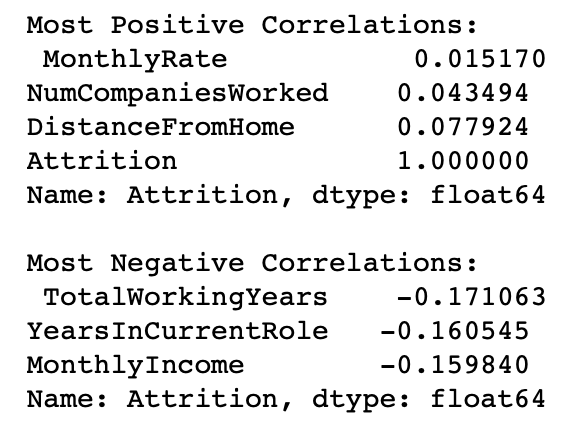 Most Positive Correlations:
 MonthlyRate           0.015170
NumCompaniesWorked    0.043494
DistanceFromHome      0.077924
Attrition             1.000000
Name: Attrition, dtype: float64

Most Negative Correlations:
 TotalWorkingYears    -0.171063
YearsInCurrentRole   -0.160545
MonthlyIncome        -0.159840
Name: Attrition, dtype: float64